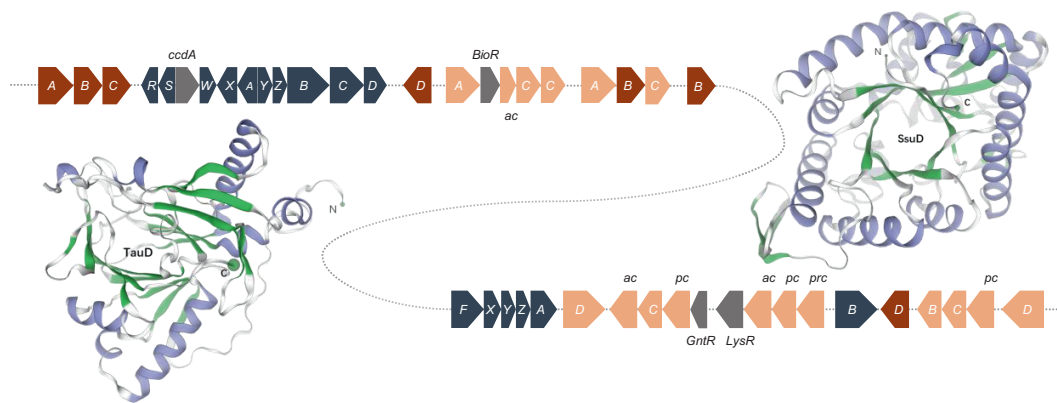 ccdA
BioR
A B C R S W X A Y Z B C D D A C C A B C B
ac
N
C
SsuD
N
TauD
C
ac pc ac pc prc pc
F X Y Z A D C B D B C D
GntR LysR